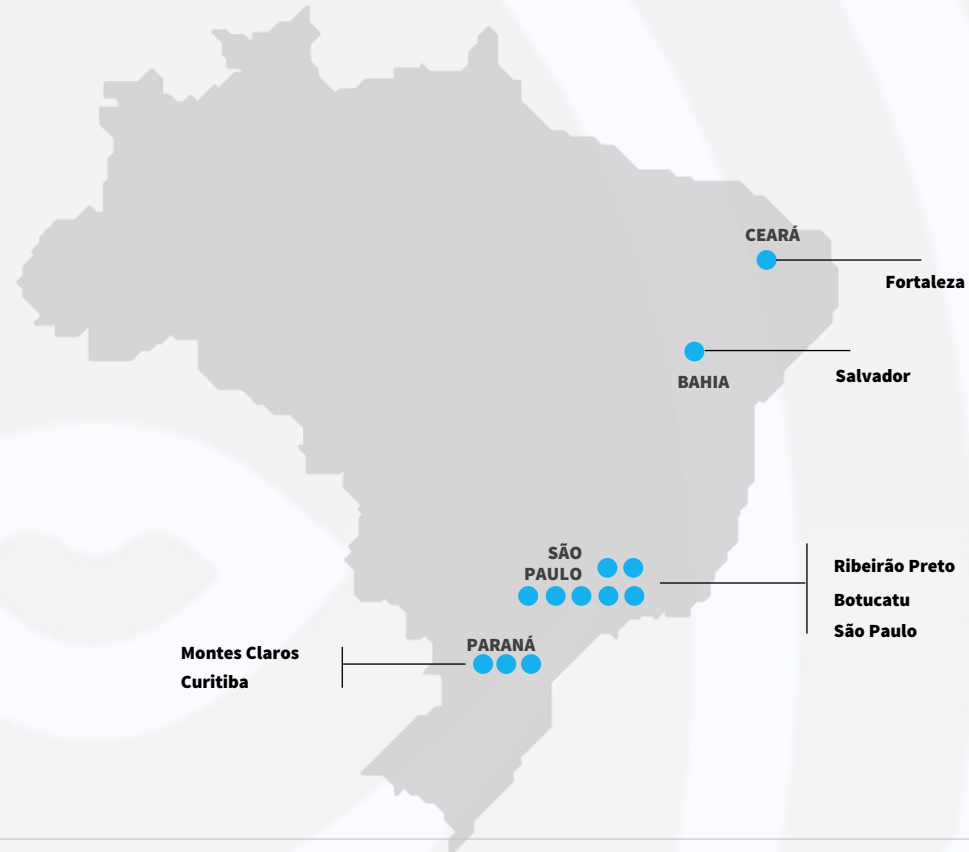 CEARÁ
Fortaleza
BAHIA
Salvador
SÃO
PAULO
Ribeirão Preto
Botucatu
São Paulo
PARANÁ
Montes Claros
Curitiba